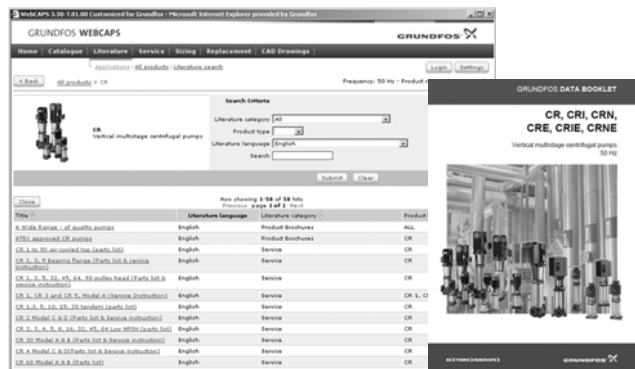 WebCAPS 3.30-7.01.08 Customized for Grundfos - Microsoft Internet Explorer provided by Grundfos
GRUNDFOS WEBCAPS
GRUNDFOS
Home Catalogue Literature Service Sizing Replacement CAD Drawings
Applications All products Literature search
Login Settings
< Back All products > CR
Frequency: 50 Hz - Product
CR
Vertical multistage centrifugal pumps
Search Criteria
Literature category All
Product type
Literature language English
Search
Submit Clear
Close
Now showing 1-58 of 58 hits
Previous page 1 of 1 Next
Title Literature language Literature category Product
A Wide Range - of quality pumps English Product Brochures ALL
ATEX approved CR pumps English Product Brochures CR
CR 1 to 90 air-cooled top (parts list) English Service CR
CR 1, 3, 5 Bearing flange (Parts list & service instruction) English Service CR
CR 1, 3, 5, 32, 45, 64, 90 pulley head (Parts list & service instruction) English Service CR
CR 1, CR 3 and CR 5, Model A (Service Instruction) English Service CR 1, C
CR 1,3, 5, 10, 15, 20 tandem (parts list) English Service CR
CR 2 Model C & D (Parts list & Service instruction) English Service CR
CR 2, 3, 4, 5, 8, 16, 32, 45, 64 Low NPSH (parts list) English Service CR
CR 30 Model A & B (Parts list & Service instruction) English Service CR
CR 4 Model C & D(Parts list & Service instruction) English Service CR
CR 60 Model A & B (Parts list) English Service CR
GRUNDFOS DATA BOOKLET
CR, CRI, CRN,
CRE, CRIE, CRNE
Vertical multistage centrifugal pumps
50 Hz
BE>THINK>INNOVATE>
GRUNDFOS